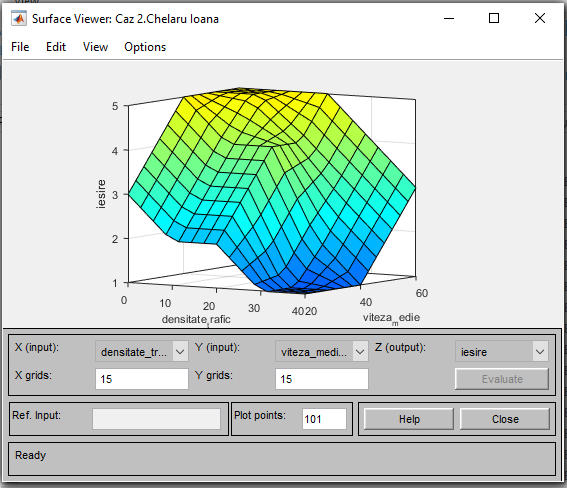 Surface Viewer: Caz 2.Chelaru Ioana
File Edit View Options
5
4
3
2
1
iesire
0
10
20
30
40
20
40
60
densitate_trafic
viteza_medie
X (input): densitate_tr... Y (input): viteza_medi... Z (output): iesire
X grids: 15 Y grids: 15 Evaluate
Ref. Input: Plot points: 101 Help Close
Ready